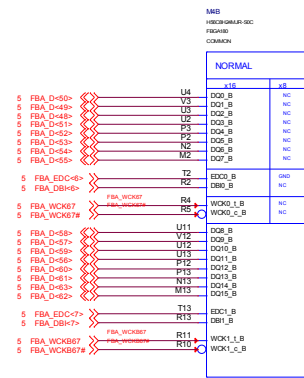 M4B
H56C8H24MJR-S0C
FBGA180
COMMON
NORMAL
x16 x8
5 FBA_D<50> U4 DQ0_B NC
5 FBA_D<49> V3 DQ1_B NC
5 FBA_D<48> U3 DQ2_B NC
5 FBA_D<51> U2 DQ3_B NC
5 FBA_D<52> P3 DQ4_B NC
5 FBA_D<53> P2 DQ5_B NC
5 FBA_D<54> N2 DQ6_B NC
5 FBA_D<55> M2 DQ7_B NC
5 FBA_EDC<6> T2 EDC0_B GND
5 FBA_DBI<6> R2 DBI0_B NC
FBA_WCK67
5 FBA_WCK67 R4 WCK0_t_B NC
5 FBA_WCK67# FBA_WCK67# R5 WCK0_c_B NC
5 FBA_D<58> U11 DQ8_B
5 FBA_D<57> V12 DQ9_B
5 FBA_D<59> U12 DQ10_B
5 FBA_D<56> U13 DQ11_B
5 FBA_D<60> P12 DQ12_B
5 FBA_D<61> P13 DQ13_B
5 FBA_D<63> N13 DQ14_B
5 FBA_D<62> M13 DQ15_B
5 FBA_EDC<7> T13 EDC1_B
5 FBA_DBI<7> R13 DBI1_B
FBA_WCKB67
5 FBA_WCKB67 R11 WCK1_t_B
5 FBA_WCKB67# FBA_WCKB67# R10 WCK1_c_B